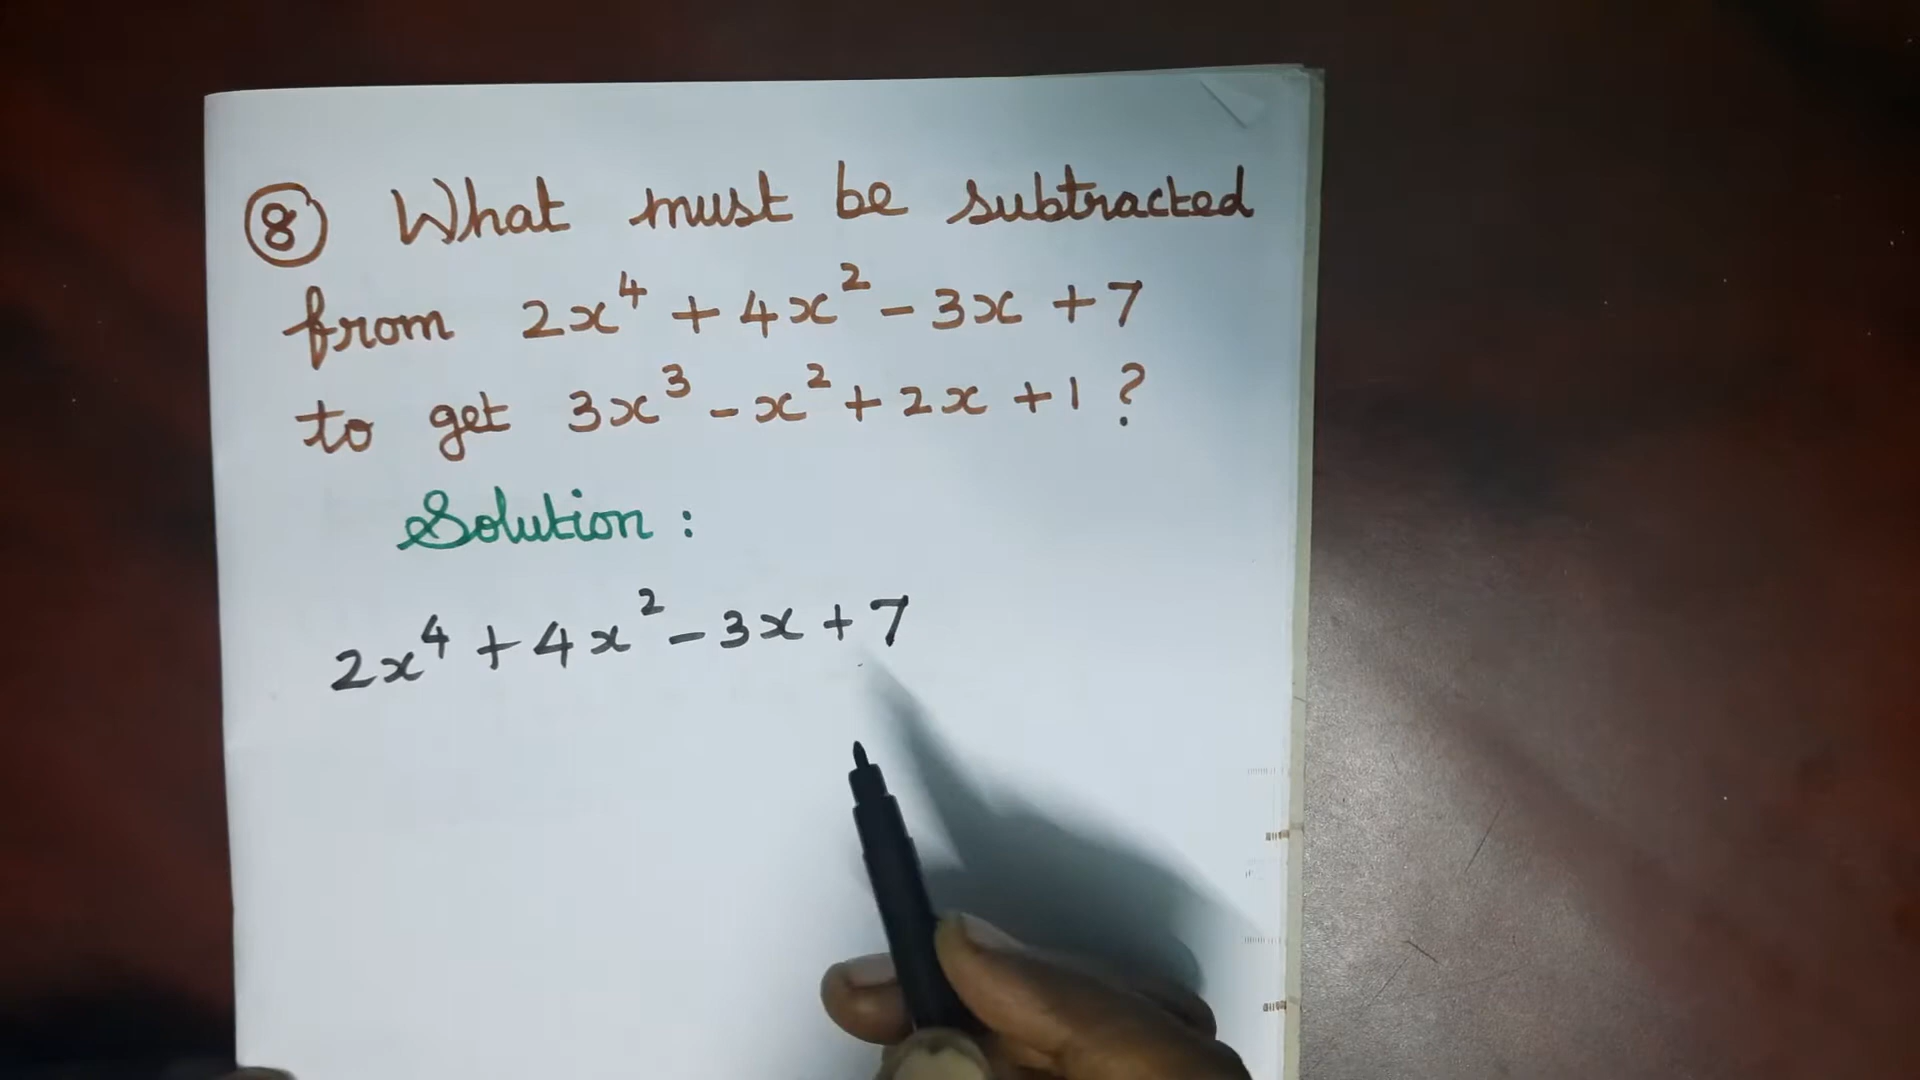 ⑧ What must be subtracted
from 2x⁴ + 4x² - 3x + 7
to get 3x³ - x² + 2x + 1 ?
Solution :
2x⁴ + 4x² - 3x + 7